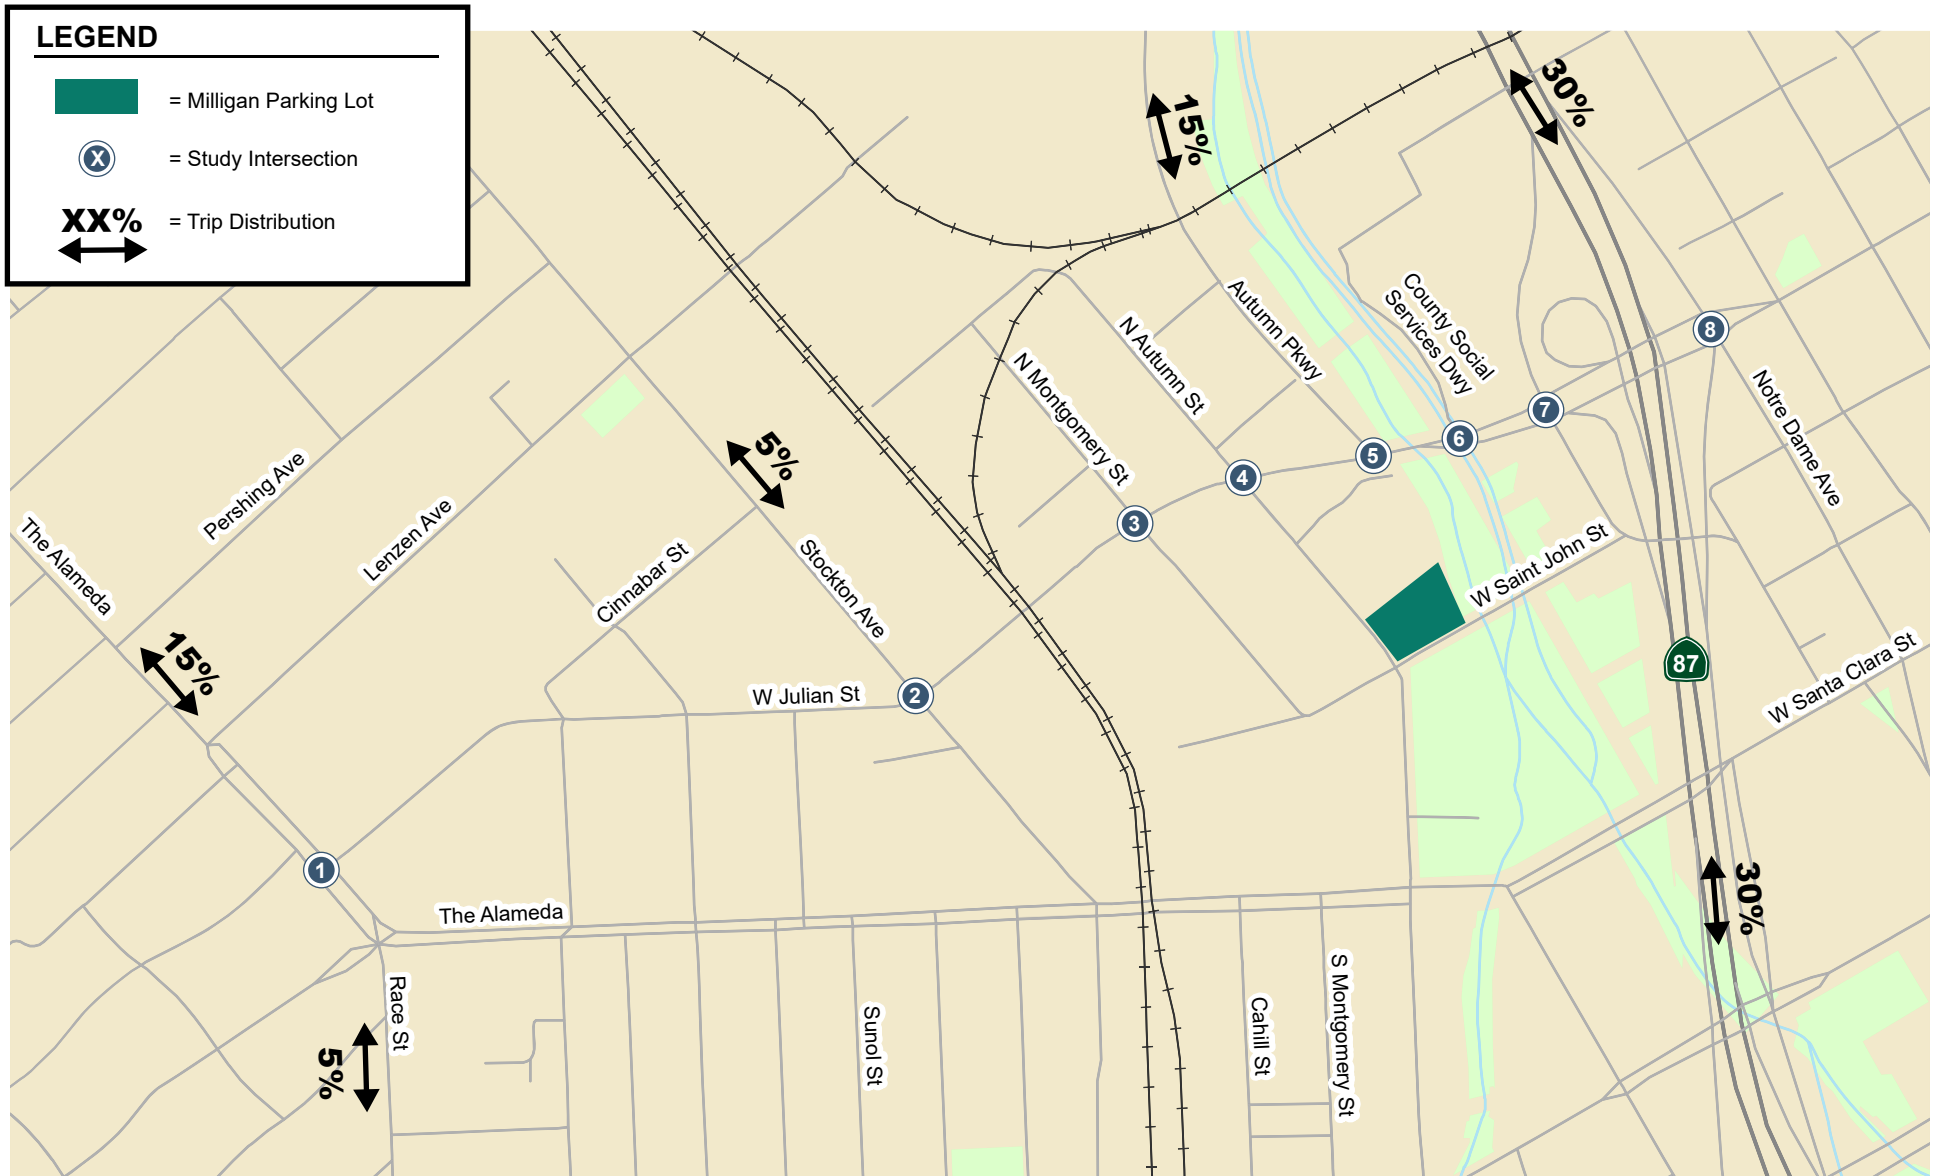 LEGEND
= Milligan Parking Lot
X
= Study Intersection
XX%
= Trip Distribution
15%
30%
County Social
Services Dwy
Autumn Pkwy
N Autumn St
N Montgomery St
8
7
6
5
4
3
Notre Dame Ave
5%
Pershing Ave
Lenzen Ave
The Alameda
Cinnabar St
Stockton Ave
W Saint John St
15%
W Julian St
2
87
W Santa Clara St
1
The Alameda
30%
Race St
5%
Sunol St
Cahill St
S Montgomery St